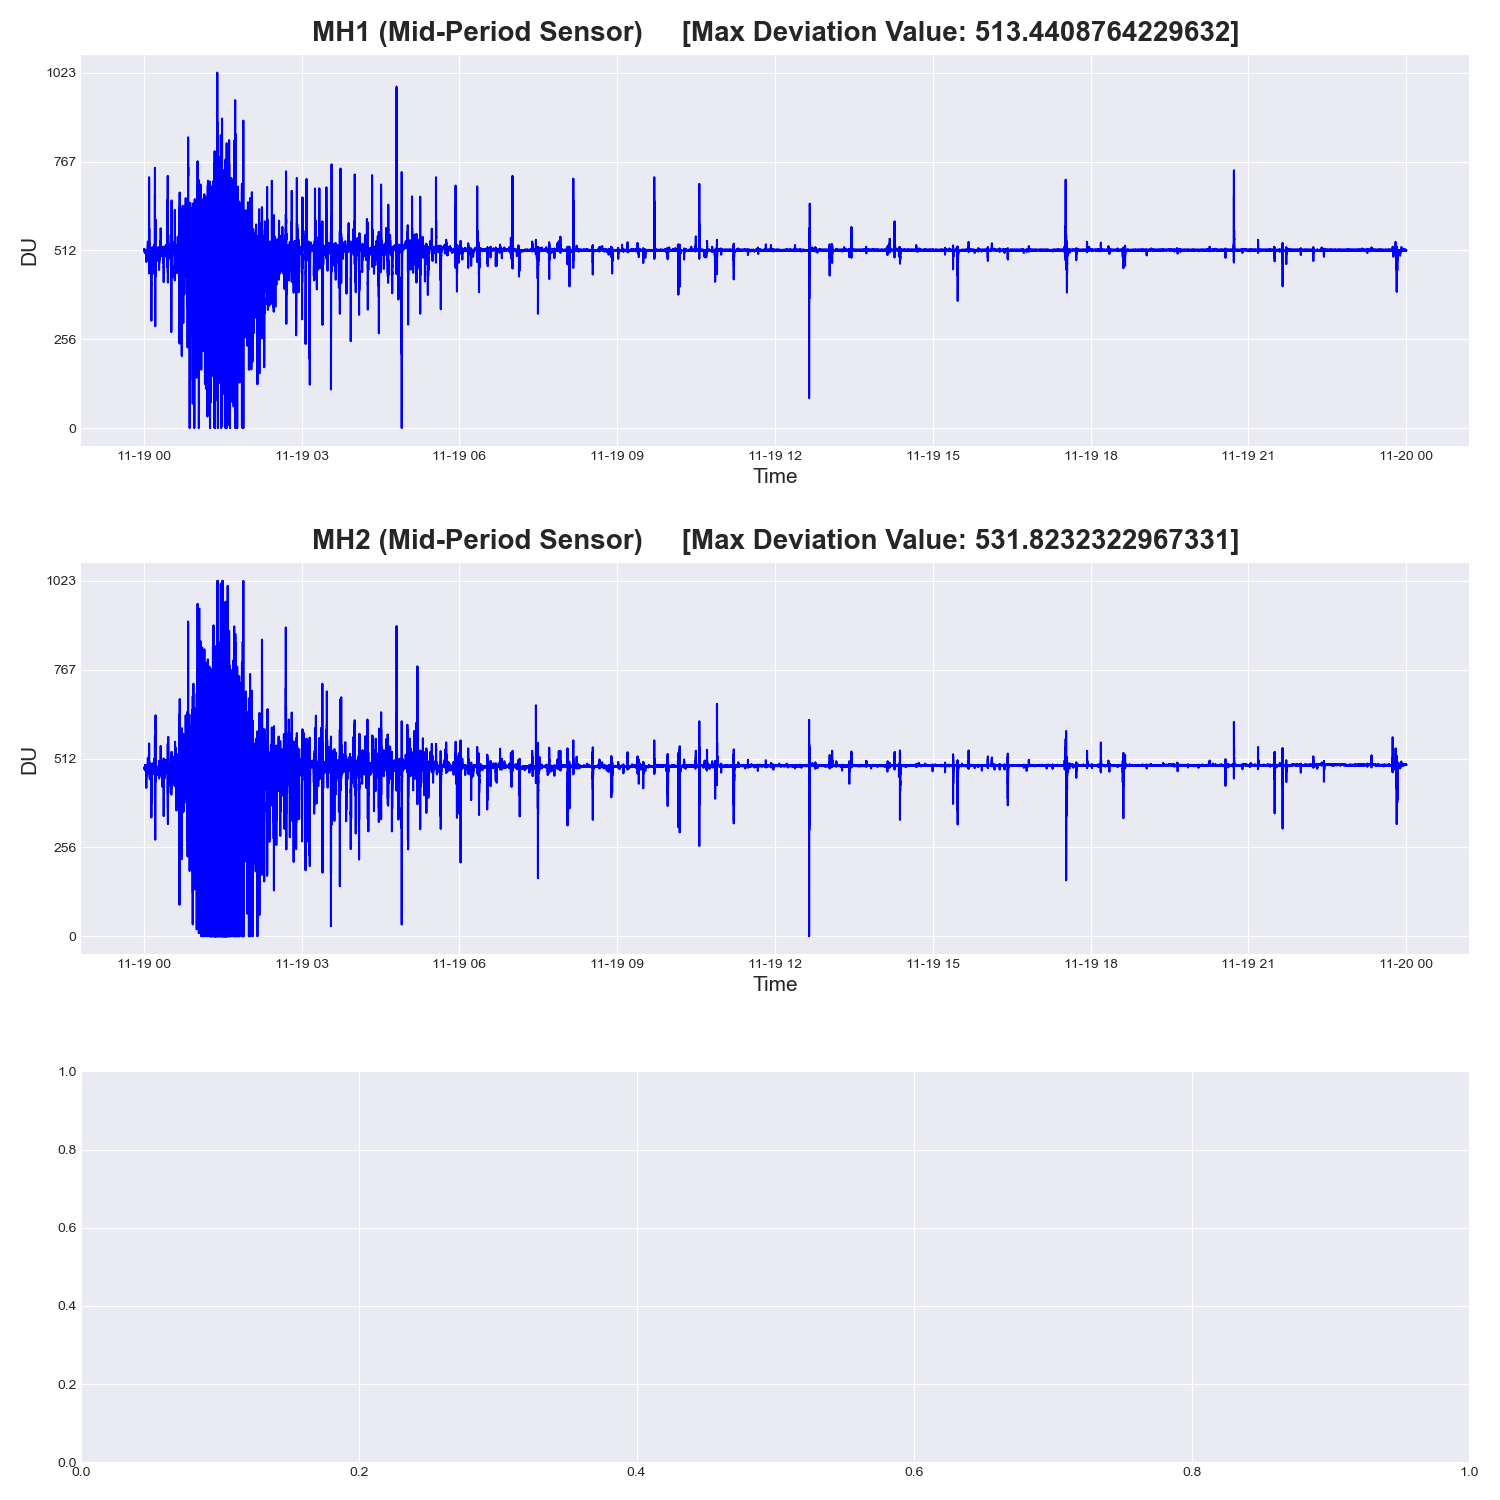 MH1 (Mid-Period Sensor) [Max Deviation Value: 513.4408764229632]
1023
767
512
256
0
DU
11-19 00 11-19 03 11-19 06 11-19 09 11-19 12 11-19 15 11-19 18 11-19 21 11-20 00
Time
MH2 (Mid-Period Sensor) [Max Deviation Value: 531.8232322967331]
1023
767
512
256
0
DU
11-19 00 11-19 03 11-19 06 11-19 09 11-19 12 11-19 15 11-19 18 11-19 21 11-20 00
Time
1.0
0.8
0.6
0.4
0.2
0.0
0.0 0.2 0.4 0.6 0.8 1.0